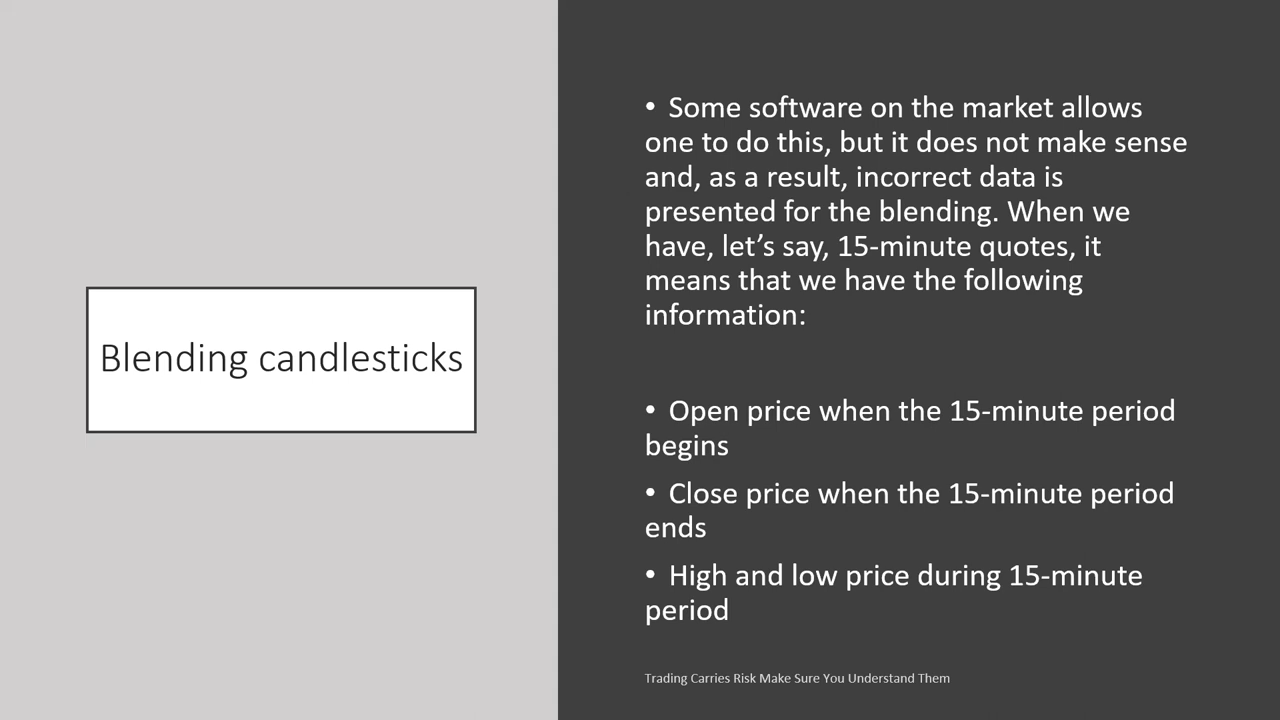 Blending candlesticks
• Some software on the market allows
one to do this, but it does not make sense
and, as a result, incorrect data is
presented for the blending. When we
have, let’s say, 15-minute quotes, it
means that we have the following
information:
• Open price when the 15-minute period
begins
• Close price when the 15-minute period
ends
• High and low price during 15-minute
period
Trading Carries Risk Make Sure You Understand Them